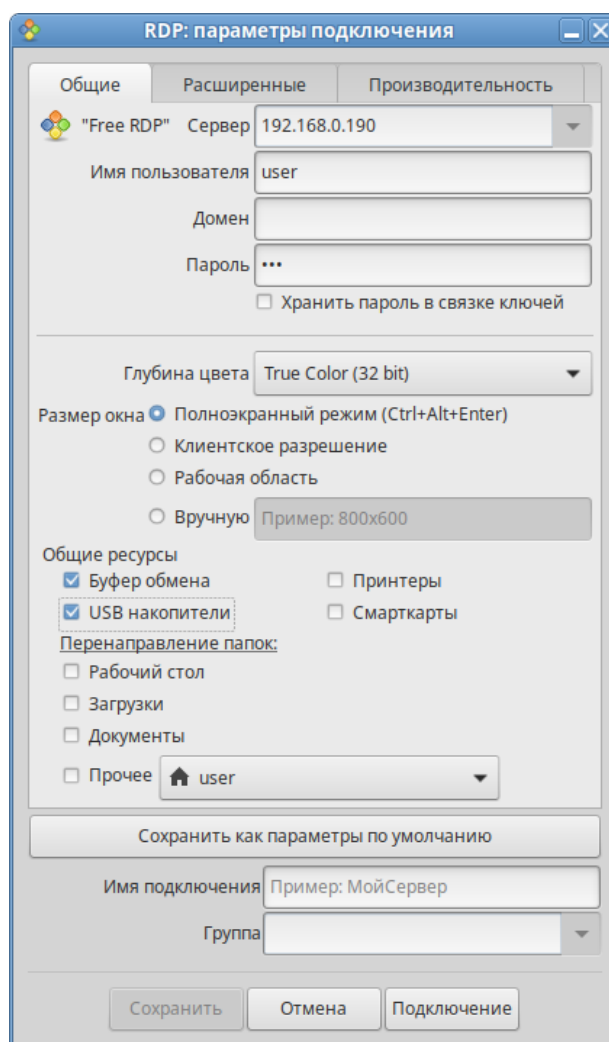 RDP: параметры подключения
Общие Расширенные Производительность
"Free RDP" Сервер 192.168.0.190
Имя пользователя user
Домен
Пароль •••
Хранить пароль в связке ключей
Глубина цвета True Color (32 bit)
Размер окна Полноэкранный режим (Ctrl+Alt+Enter)
Клиентское разрешение
Рабочая область
Вручную Пример: 800x600
Общие ресурсы
Буфер обмена Принтеры
USB накопители Смарткарты
Перенаправление папок:
Рабочий стол
Загрузки
Документы
Прочее user
Сохранить как параметры по умолчанию
Имя подключения Пример: МойСервер
Группа
Сохранить Отмена Подключение